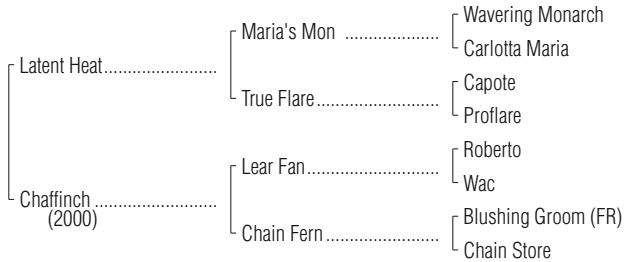 Wavering Monarch
Maria's Mon ....................
Carlotta Maria
Latent Heat........................
Capote
True Flare..........................
Proflare
Roberto
Lear Fan............................
Wac
Chaffinch ..........................
(2000)
Blushing Groom (FR)
Chain Fern ........................
Chain Store